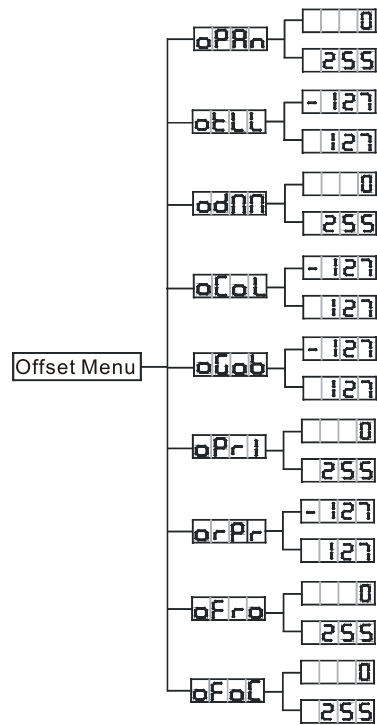 0
oPAn
255
-127
otLL
127
0
odMM
255
-127
oCoL
127
-127
Offset Menu
oGob
127
0
oPri
255
-127
orPr
127
0
oFro
255
0
oFoC
255